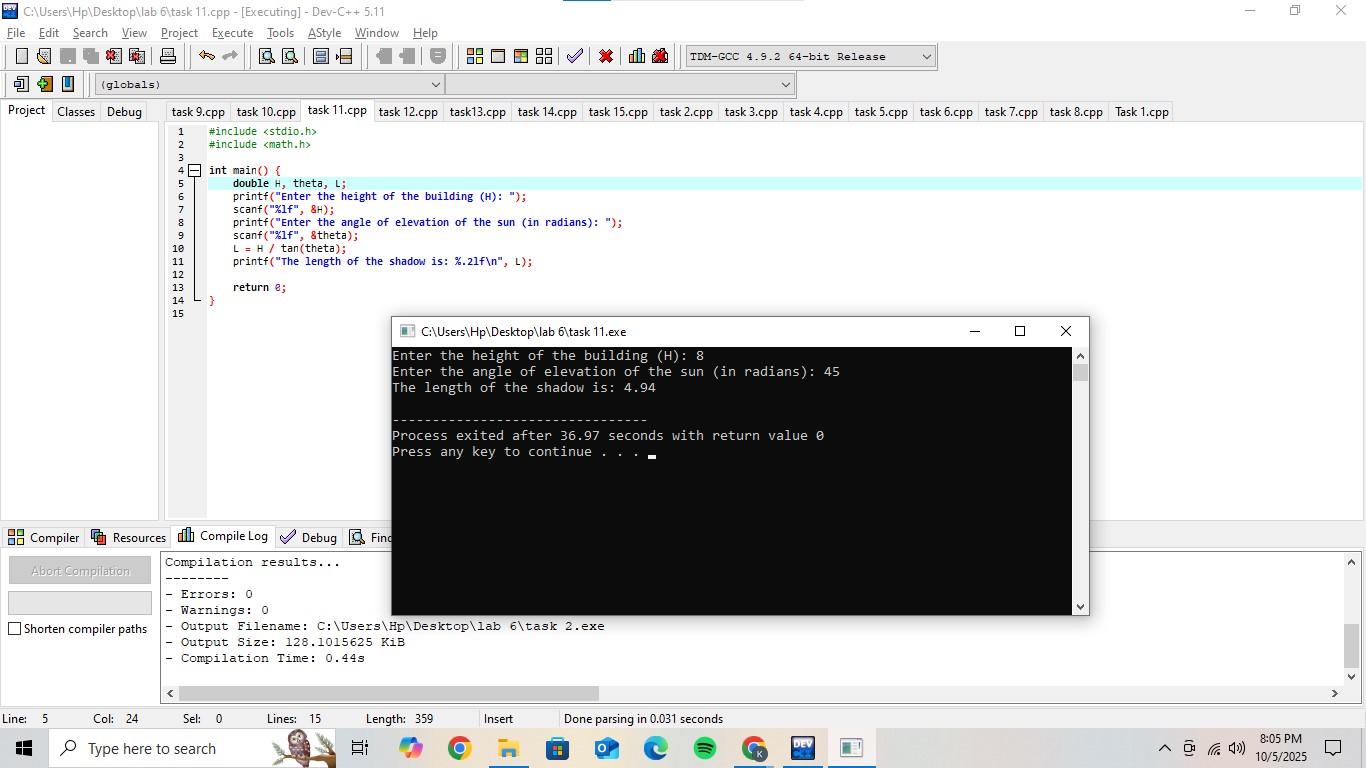 C:\Users\Hp\Desktop\lab 6\task 11.cpp - [Executing] - Dev-C++ 5.11
File Edit Search View Project Execute Tools AStyle Window Help
TDM-GCC 4.9.2 64-bit Release
(globals)
Project Classes Debug
task 9.cpp task 10.cpp task 11.cpp task 12.cpp task13.cpp task 14.cpp task 15.cpp task 2.cpp task 3.cpp task 4.cpp task 5.cpp task 6.cpp task 7.cpp task 8.cpp Task 1.cpp
1 #include <stdio.h>
2 #include <math.h>
3
4 int main() {
5 double H, theta, L;
6 printf("Enter the height of the building (H): ");
7 scanf("%lf", &H);
8 printf("Enter the angle of elevation of the sun (in radians): ");
9 scanf("%lf", &theta);
10 L = H / tan(theta);
11 printf("The length of the shadow is: %.2lf\n", L);
12
13 return 0;
14 }
15
C:\Users\Hp\Desktop\lab 6\task 11.exe
Enter the height of the building (H): 8
Enter the angle of elevation of the sun (in radians): 45
The length of the shadow is: 4.94
--------------------------------
Process exited after 36.97 seconds with return value 0
Press any key to continue . . .
Compiler Resources Compile Log Debug Find
Abort Compilation
Shorten compiler paths
Compilation results...
--------
- Errors: 0
- Warnings: 0
- Output Filename: C:\Users\Hp\Desktop\lab 6\task 2.exe
- Output Size: 128.1015625 KiB
- Compilation Time: 0.44s
Line: 5 Col: 24 Sel: 0 Lines: 15 Length: 359 Insert Done parsing in 0.031 seconds
Type here to search
K
DEV
8:05 PM
10/5/2025